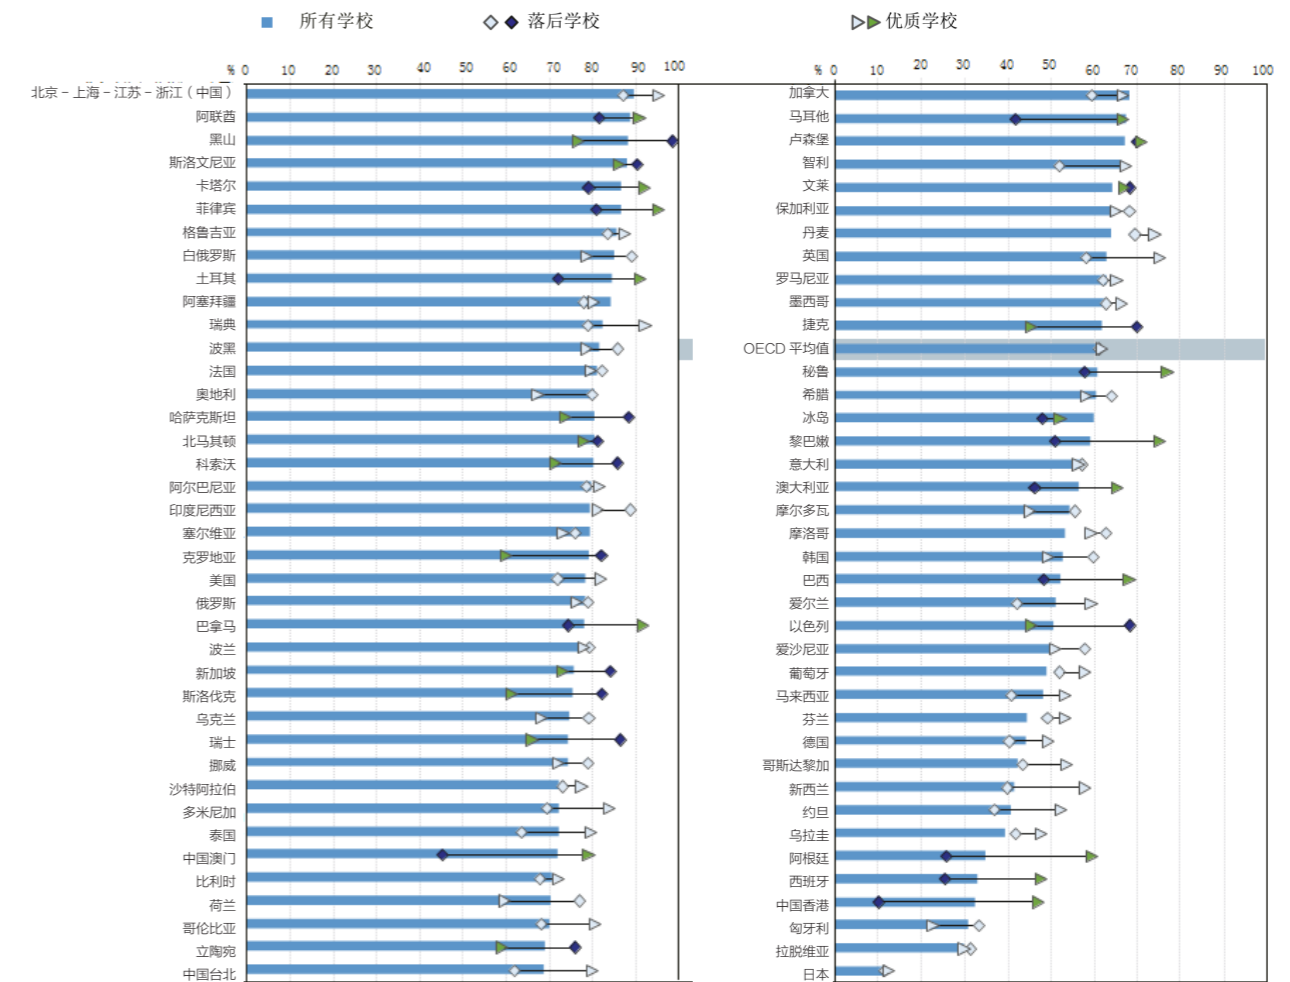 所有学校 落后学校 优质学校
% 0 10 20 30 40 50 60 70 80 90 100
北京－上海－江苏－浙江（中国）
阿联酋
黑山
斯洛文尼亚
卡塔尔
菲律宾
格鲁吉亚
白俄罗斯
土耳其
阿塞拜疆
瑞典
波黑
法国
奥地利
哈萨克斯坦
北马其顿
科索沃
阿尔巴尼亚
印度尼西亚
塞尔维亚
克罗地亚
美国
俄罗斯
巴拿马
波兰
新加坡
斯洛伐克
乌克兰
瑞士
挪威
沙特阿拉伯
多米尼加
泰国
中国澳门
比利时
荷兰
哥伦比亚
立陶宛
中国台北
% 0 10 20 30 40 50 60 70 80 90 100
加拿大
马耳他
卢森堡
智利
文莱
保加利亚
丹麦
英国
罗马尼亚
墨西哥
捷克
OECD 平均值
秘鲁
希腊
冰岛
黎巴嫩
意大利
澳大利亚
摩尔多瓦
摩洛哥
韩国
巴西
爱尔兰
以色列
爱沙尼亚
葡萄牙
马来西亚
芬兰
德国
哥斯达黎加
新西兰
约旦
乌拉圭
阿根廷
西班牙
中国香港
匈牙利
拉脱维亚
日本